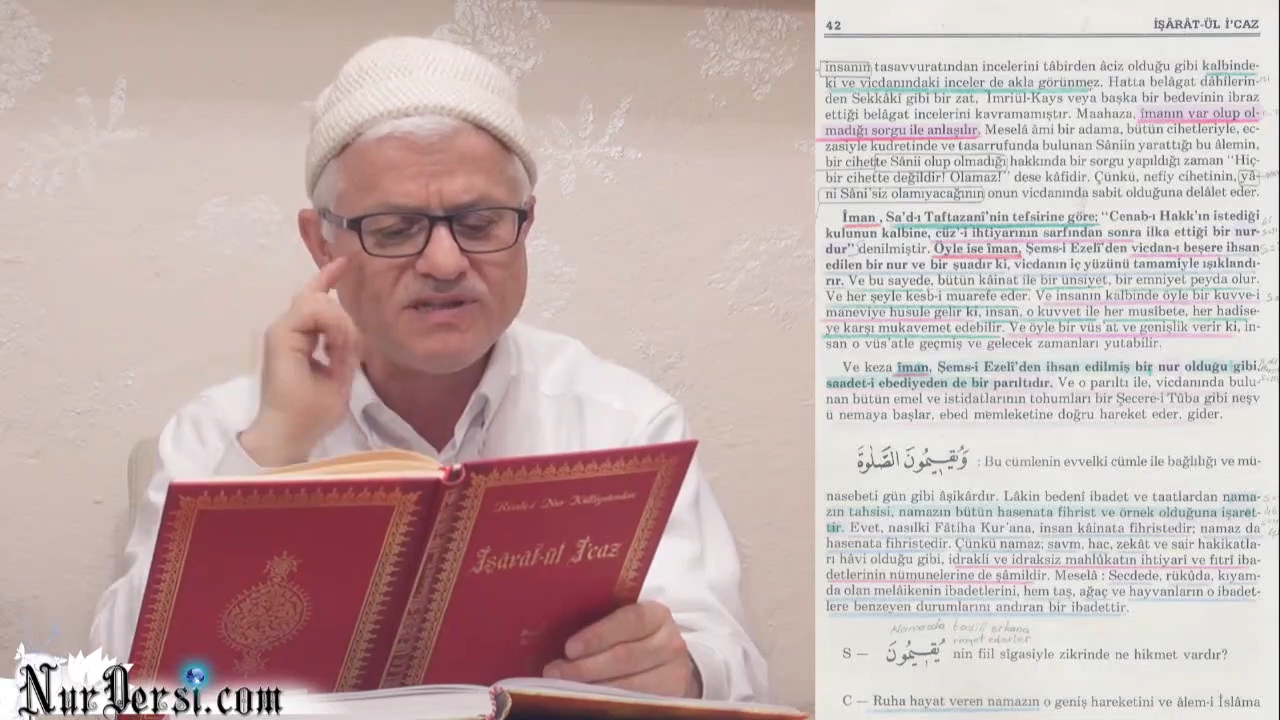 42 İŞÂRÂT-ÜL İ'CAZ
insanın tasavvuratından incelerini tâbirden âciz olduğu gibi kalbinde-
ki ve vicdanındaki inceler de akla görünmez. Hatta belâgat dâhilerin-
den Sekkâkî gibi bir zat, İmriül-Kays veya başka bir bedevinin ibraz
ettiği belâgat incelerini kavramamıştır. Maahaza, imanın var olup ol-
madığı sorgu ile anlaşılır. Meselâ âmi bir adama, bütün cihetleriyle, ec-
zasiyle kudretinde ve tasarrufunda bulunan Sâniin yarattığı bu âlemin,
bir cihette Sânii olup olmadığı hakkında bir sorgu yapıldığı zaman "Hiç-
bir cihette değildir! Olamaz!" dese kâfidir. Çünkü, nefiy cihetinin, yâ-
ni Sâni'siz olamıyacağının onun vicdanında sabit olduğuna delâlet eder.
İman, Sa'd-ı Taftazanî'nin tefsirine göre; "Cenab-ı Hakk'ın istediği
kulunun kalbine, cüz'-i ihtiyarının sarfından sonra ilka ettiği bir nur-
dur" denilmiştir. Öyle ise îman, Şems-i Ezelî'den vicdan-ı beşere ihsan
edilen bir nur ve bir şuadır ki, vicdanın iç yüzünü tamamiyle ışıklandı-
rır. Ve bu sayede, bütün kâinat ile bir ünsiyet, bir emniyet peyda olur.
Ve her şeyle kesb-i muarefe eder. Ve insanın kalbinde öyle bir kuvve-i
maneviye husule gelir ki, insan, o kuvvet ile her musîbete, her hadise-
ye karşı mukavemet edebilir. Ve öyle bir vüs'at ve genişlik verir ki, in-
san o vüs'atle geçmiş ve gelecek zamanları yutabilir.
Ve keza îman, Şems-i Ezelî'den ihsan edilmiş bir nur olduğu gibi,
saadet-i ebediyeden de bir parıltıdır. Ve o parıltı ile, vicdanında bulu-
nan bütün emel ve istidatlarının tohumları bir Şecere-i Tûba gibi neşv
ü nemaya başlar, ebed memleketine doğru hareket eder, gider.
وَيُقِيمُونَ الصَّلٰوةَ : Bu cümlenin evvelki cümle ile bağlılığı ve mü-
nasebeti gün gibi âşikârdır. Lâkin bedenî ibadet ve taatlardan nama-
zın tahsisi, namazın bütün hasenata fihrist ve örnek olduğuna işaret-
tir. Evet, nasılki Fâtiha Kur'ana, insan kâinata fihristedir; namaz da
hasenata fihristedir. Çünkü namaz; savm, hac, zekât ve sair hakikatla-
rı hâvi olduğu gibi, idrakli ve idraksiz mahlûkatın ihtiyarî ve fıtrî iba-
detlerinin nümunelerine de şâmildir. Meselâ : Secdede, rükûda, kıyam-
da olan melâikenin ibadetlerini, hem taş, ağaç ve hayvanların o ibadet-
lere benzeyen durumlarını andıran bir ibadettir.
Namazda tadil erkana
S — يُقِيمُونَ nin fiil sîgasiyle zikrinde ne hikmet vardır?
C — Ruha hayat veren namazın o geniş hareketini ve âlem-i İslâma
Risale-i Nur Külliyatından
İşârât-ül İ'caz
NurDersi.com